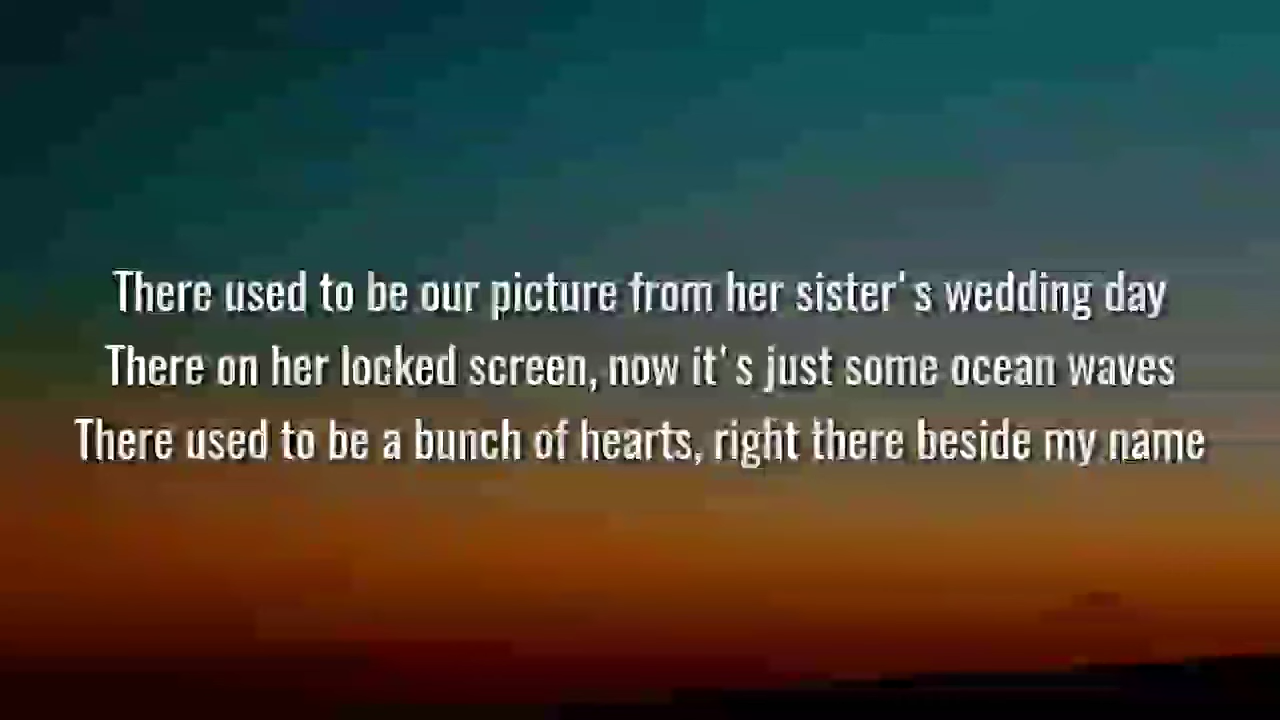 There used to be our picture from her sister's wedding day
There on her locked screen, now it's just some ocean waves
There used to be a bunch of hearts, right there beside my name